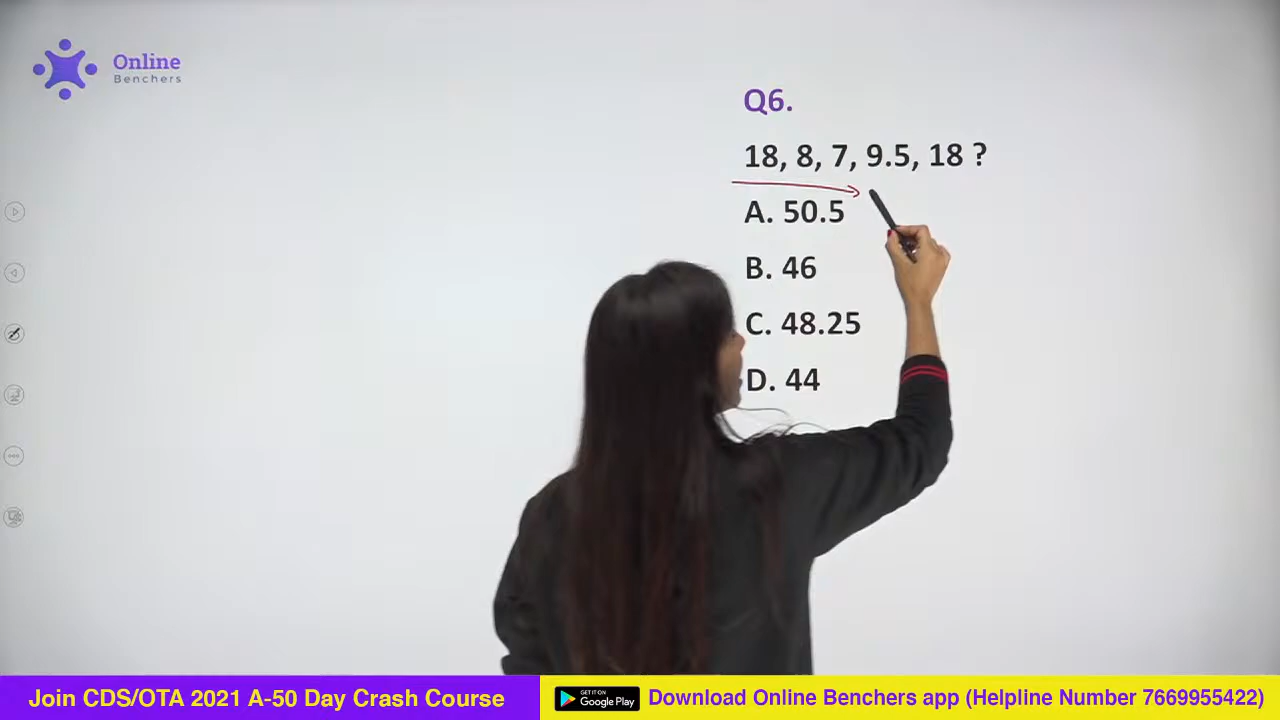 Online
Benchers
Q6.
18, 8, 7, 9.5, 18 ?
A. 50.5
B. 46
C. 48.25
D. 44
Join CDS/OTA 2021 A-50 Day Crash Course
GET IT ON
Google Play
Download Online Benchers app (Helpline Number 7669955422)